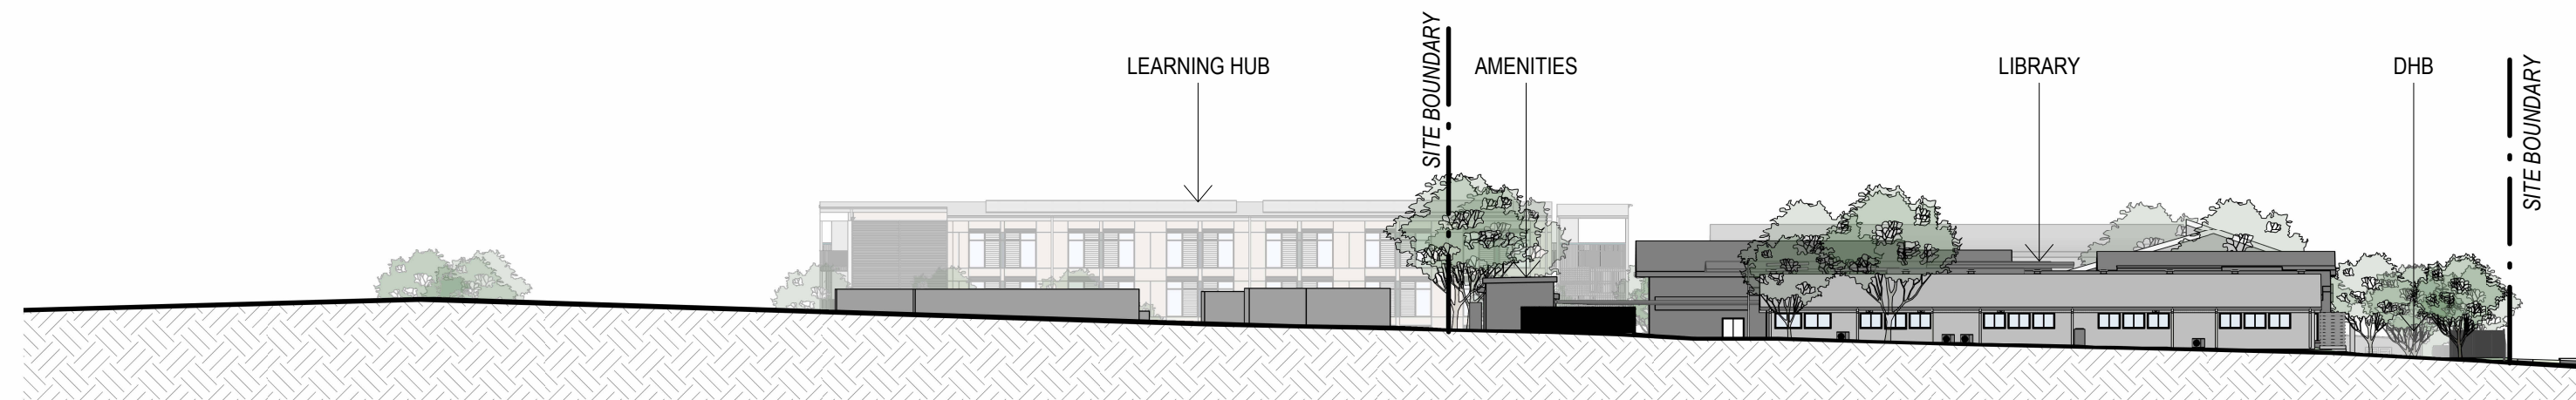 LEARNING HUB
SITE BOUNDARY
AMENITIES
LIBRARY
DHB
SITE BOUNDARY